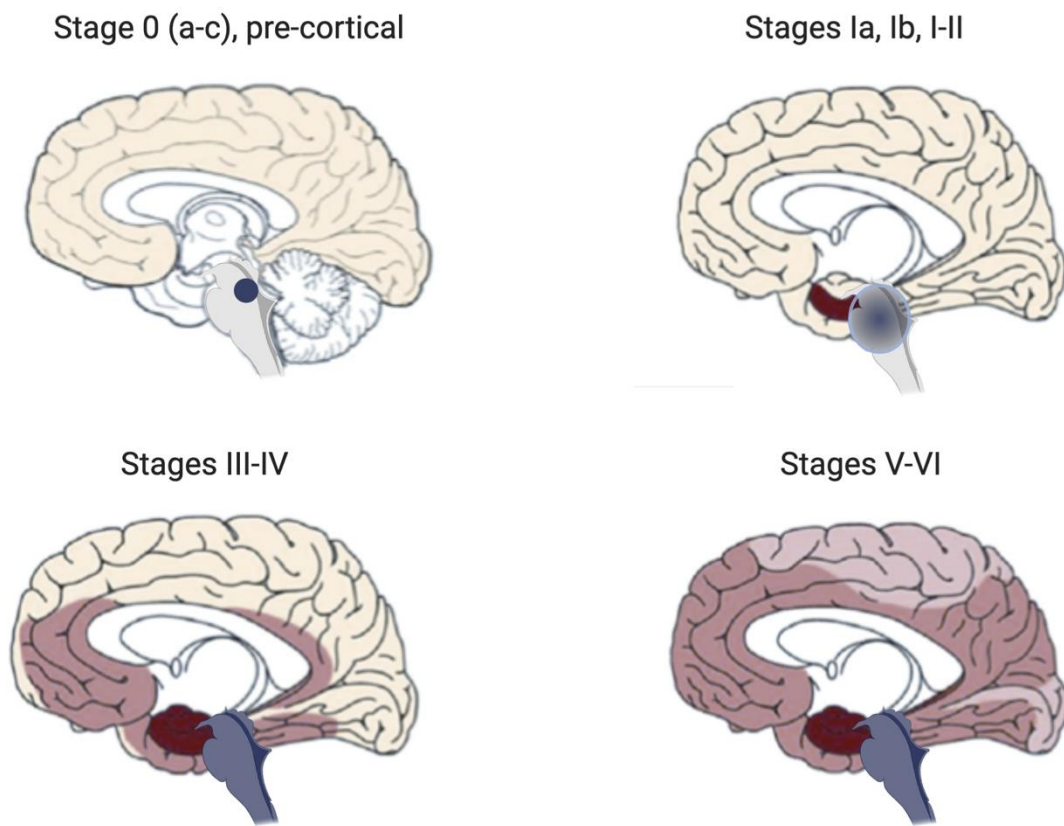 Stage 0 (a-c), pre-cortical
Stages Ia, Ib, I-II
Stages III-IV
Stages V-VI